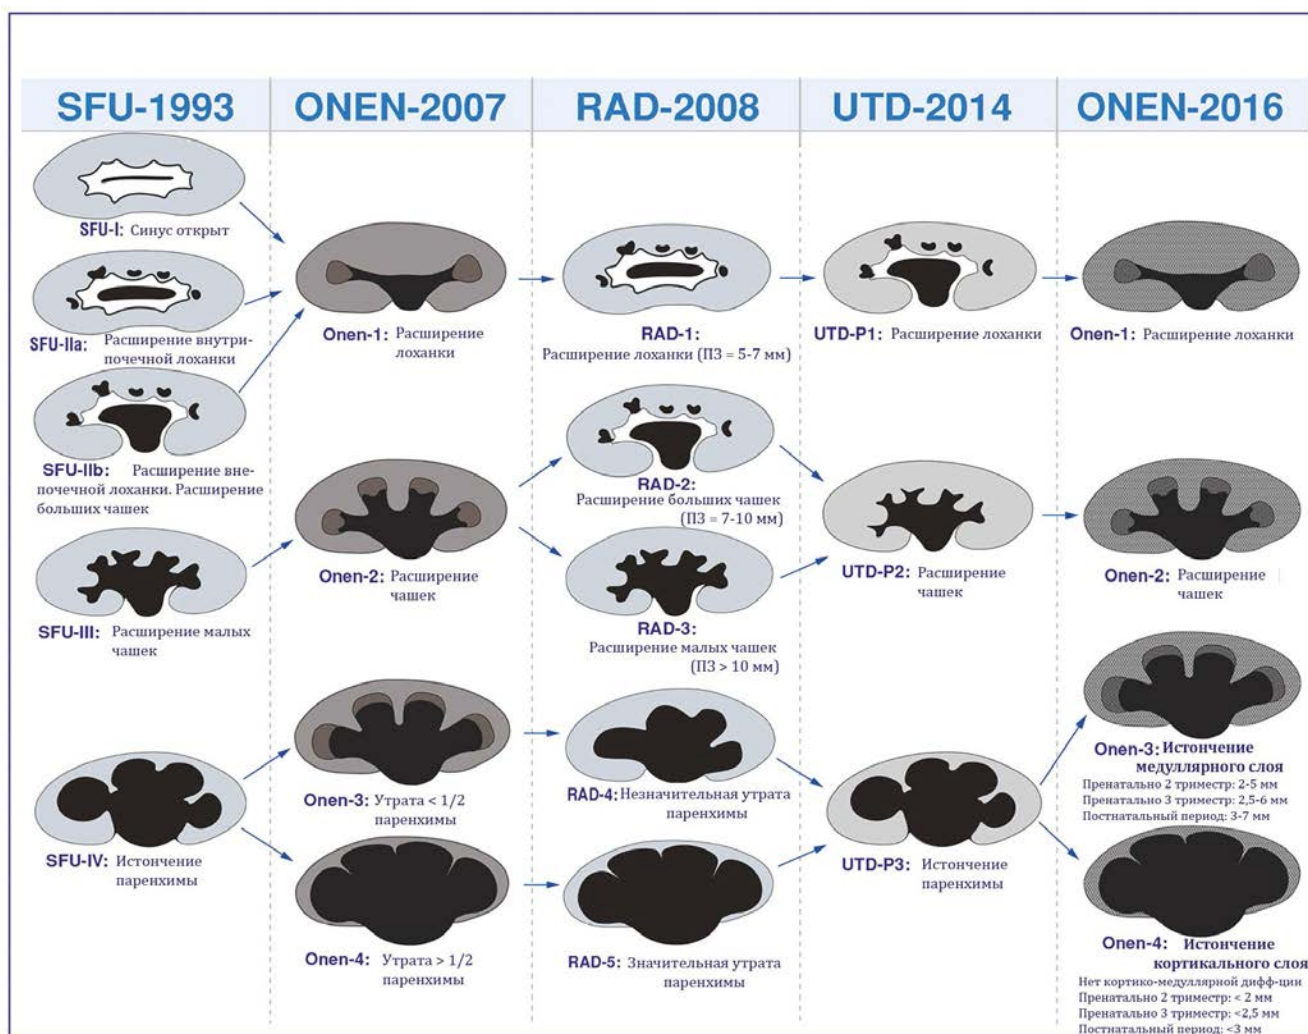 SFU-1993
ONEN-2007
RAD-2008
UTD-2014
ONEN-2016
SFU-I: Синус открыт
SFU-IIa: Расширение внутри-
почечной лоханки
SFU-IIb: Расширение вне-
почечной лоханки. Расширение
больших чашек
SFU-III: Расширение малых
чашек
SFU-IV: Истончение
паренхимы
Onen-1: Расширение
лоханки
Onen-2: Расширение
чашек
Onen-3: Утрата < 1/2
паренхимы
Onen-4: Утрата > 1/2
паренхимы
RAD-1:
Расширение лоханки (ПЗ = 5-7 мм)
RAD-2:
Расширение больших чашек
(ПЗ = 7-10 мм)
RAD-3:
Расширение малых чашек
(ПЗ > 10 мм)
RAD-4: Незначительная утрата
паренхимы
RAD-5: Значительная утрата
паренхимы
UTD-P1: Расширение лоханки
UTD-P2: Расширение
чашек
UTD-P3: Истончение
паренхимы
Onen-1: Расширение лоханки
Onen-2: Расширение
чашек
Onen-3: Истончение
медуллярного слоя
Пренатально 2 триместр: 2-5 мм
Пренатально 3 триместр: 2,5-6 мм
Постнатальный период: 3-7 мм
Onen-4: Истончение
кортикального слоя
Нет кортико-медуллярной дифф-ции
Пренатально 2 триместр: < 2 мм
Пренатально 3 триместр: <2,5 мм
Постнатальный период: <3 мм